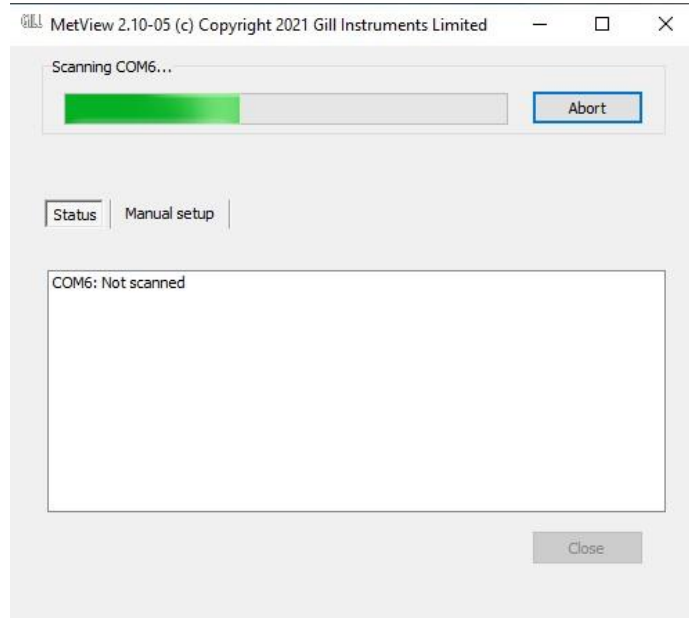 GILL MetView 2.10-05 (c) Copyright 2021 Gill Instruments Limited
Scanning COM6...
Abort
Status Manual setup
COM6: Not scanned
Close